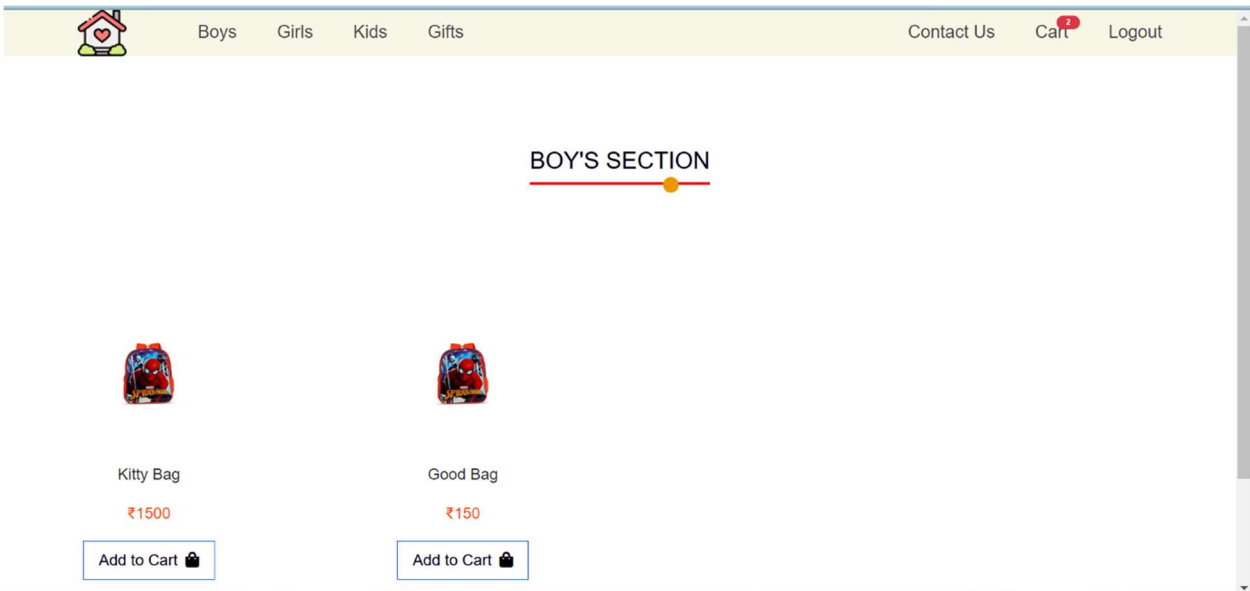 Boys Girls Kids Gifts Contact Us Cart 2 Logout
BOY'S SECTION
Kitty Bag Good Bag
₹1500 ₹150
Add to Cart Add to Cart